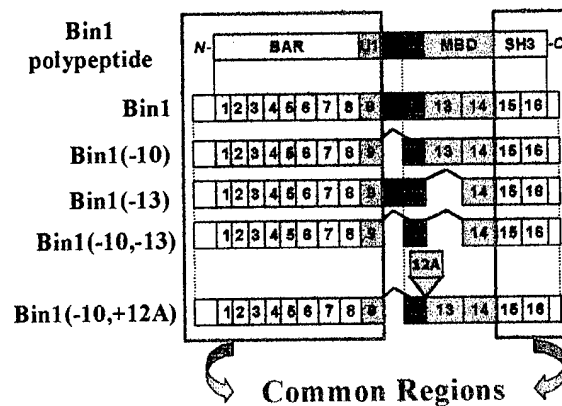 Bin1 polypeptide
N- BAR U1 MBD SH3 -C
Bin1 1 2 3 4 5 6 7 8 9 13 14 15 16
Bin1(-10) 1 2 3 4 5 6 7 8 9 13 14 15 16
Bin1(-13) 1 2 3 4 5 6 7 8 9 14 15 16
Bin1(-10,-13) 1 2 3 4 5 6 7 8 9 14 15 16
12A
Bin1(-10,+12A) 1 2 3 4 5 6 7 8 9 13 14 15 16
Common Regions